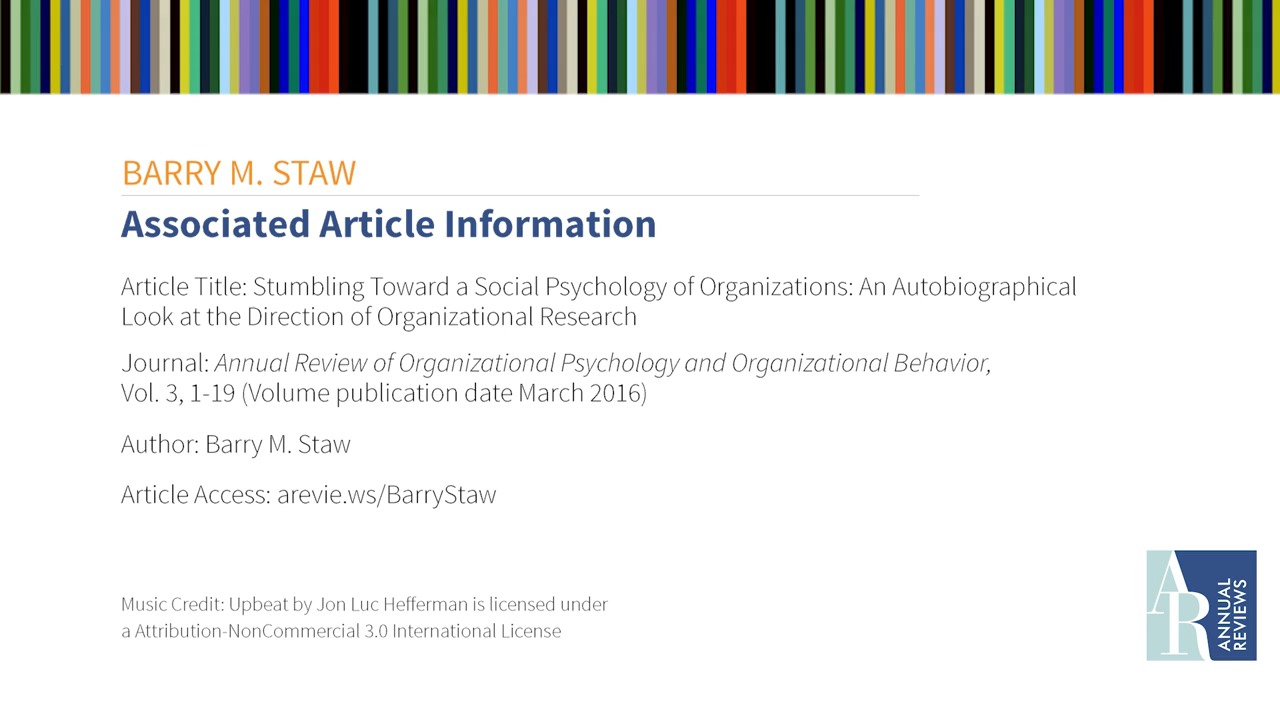 BARRY M. STAW
Associated Article Information
Article Title: Stumbling Toward a Social Psychology of Organizations: An Autobiographical
Look at the Direction of Organizational Research
Journal: Annual Review of Organizational Psychology and Organizational Behavior,
Vol. 3, 1-19 (Volume publication date March 2016)
Author: Barry M. Staw
Article Access: arevie.ws/BarryStaw
Music Credit: Upbeat by Jon Luc Hefferman is licensed under
a Attribution-NonCommercial 3.0 International License
AR
ANNUAL
REVIEWS